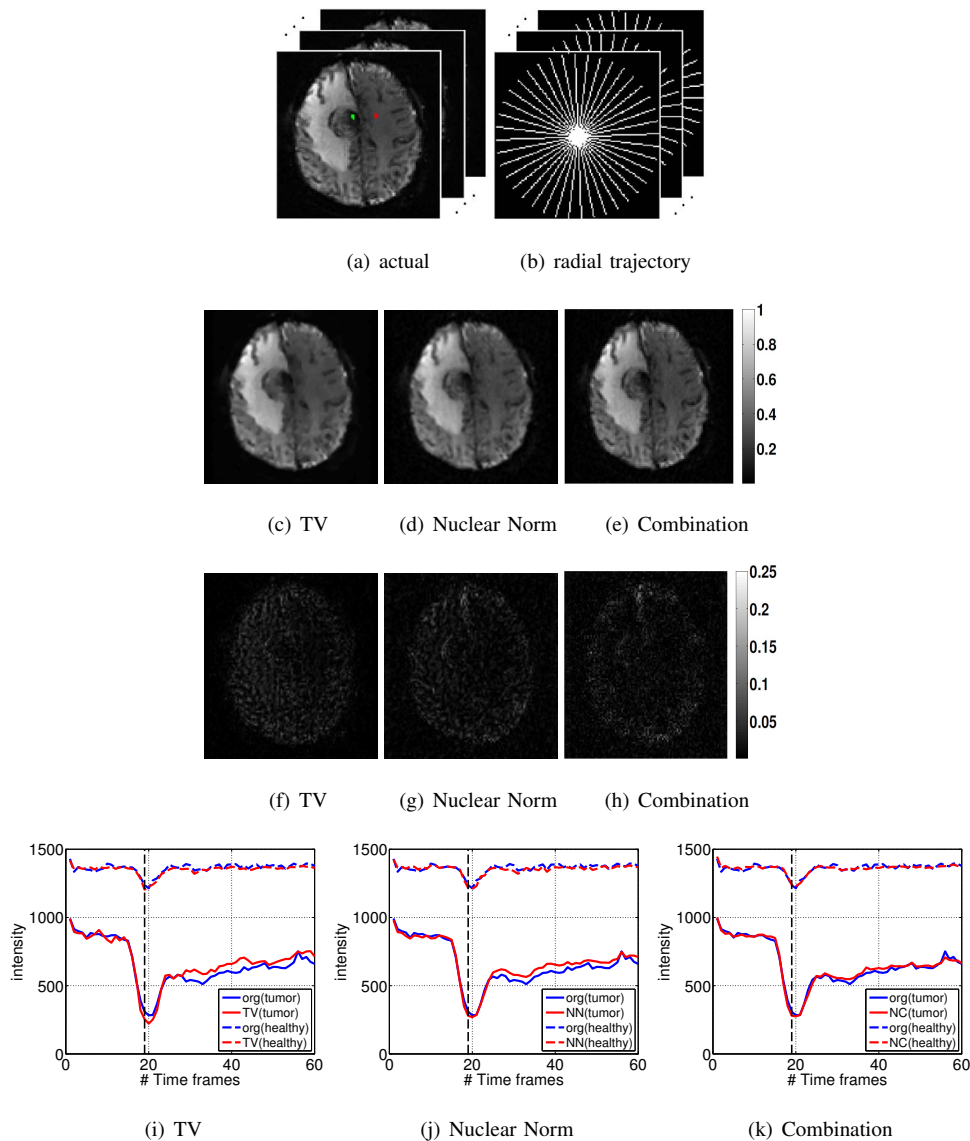 (a) actual
(b) radial trajectory
1
0.8
0.6
0.4
0.2
(c) TV
(d) Nuclear Norm
(e) Combination
0.25
0.2
0.15
0.1
0.05
(f) TV
(g) Nuclear Norm
(h) Combination
1500
1000
500
0
intensity
0 20 40 60
# Time frames
org(tumor)
TV(tumor)
org(healthy)
TV(healthy)
(i) TV
1500
1000
500
0
intensity
0 20 40 60
# Time frames
org(tumor)
NN(tumor)
org(healthy)
NN(healthy)
(j) Nuclear Norm
1500
1000
500
0
intensity
0 20 40 60
# Time frames
org(tumor)
NC(tumor)
org(healthy)
NC(healthy)
(k) Combination